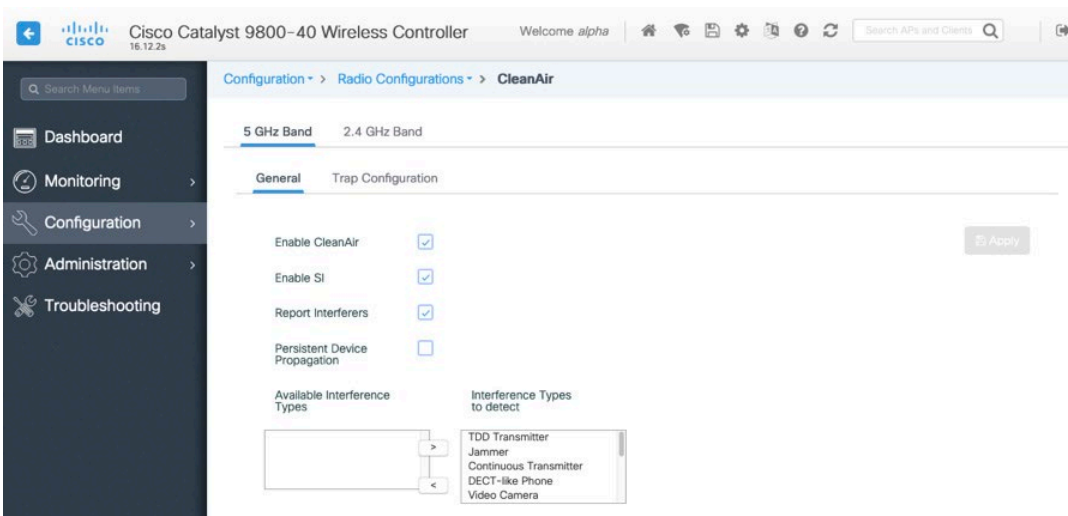 CISCO
Cisco Catalyst 9800-40 Wireless Controller
16.12.2s
Welcome alpha
Search APs and Clients
Search Menu Items
Dashboard
Monitoring
Configuration
Administration
Troubleshooting
Configuration > Radio Configurations > CleanAir
5 GHz Band
2.4 GHz Band
General
Trap Configuration
Enable CleanAir
Apply
Enable SI
Report Interferers
Persistent Device
Propagation
Available Interference
Types
Interference Types
to detect
>
<
TDD Transmitter
Jammer
Continuous Transmitter
DECT-like Phone
Video Camera